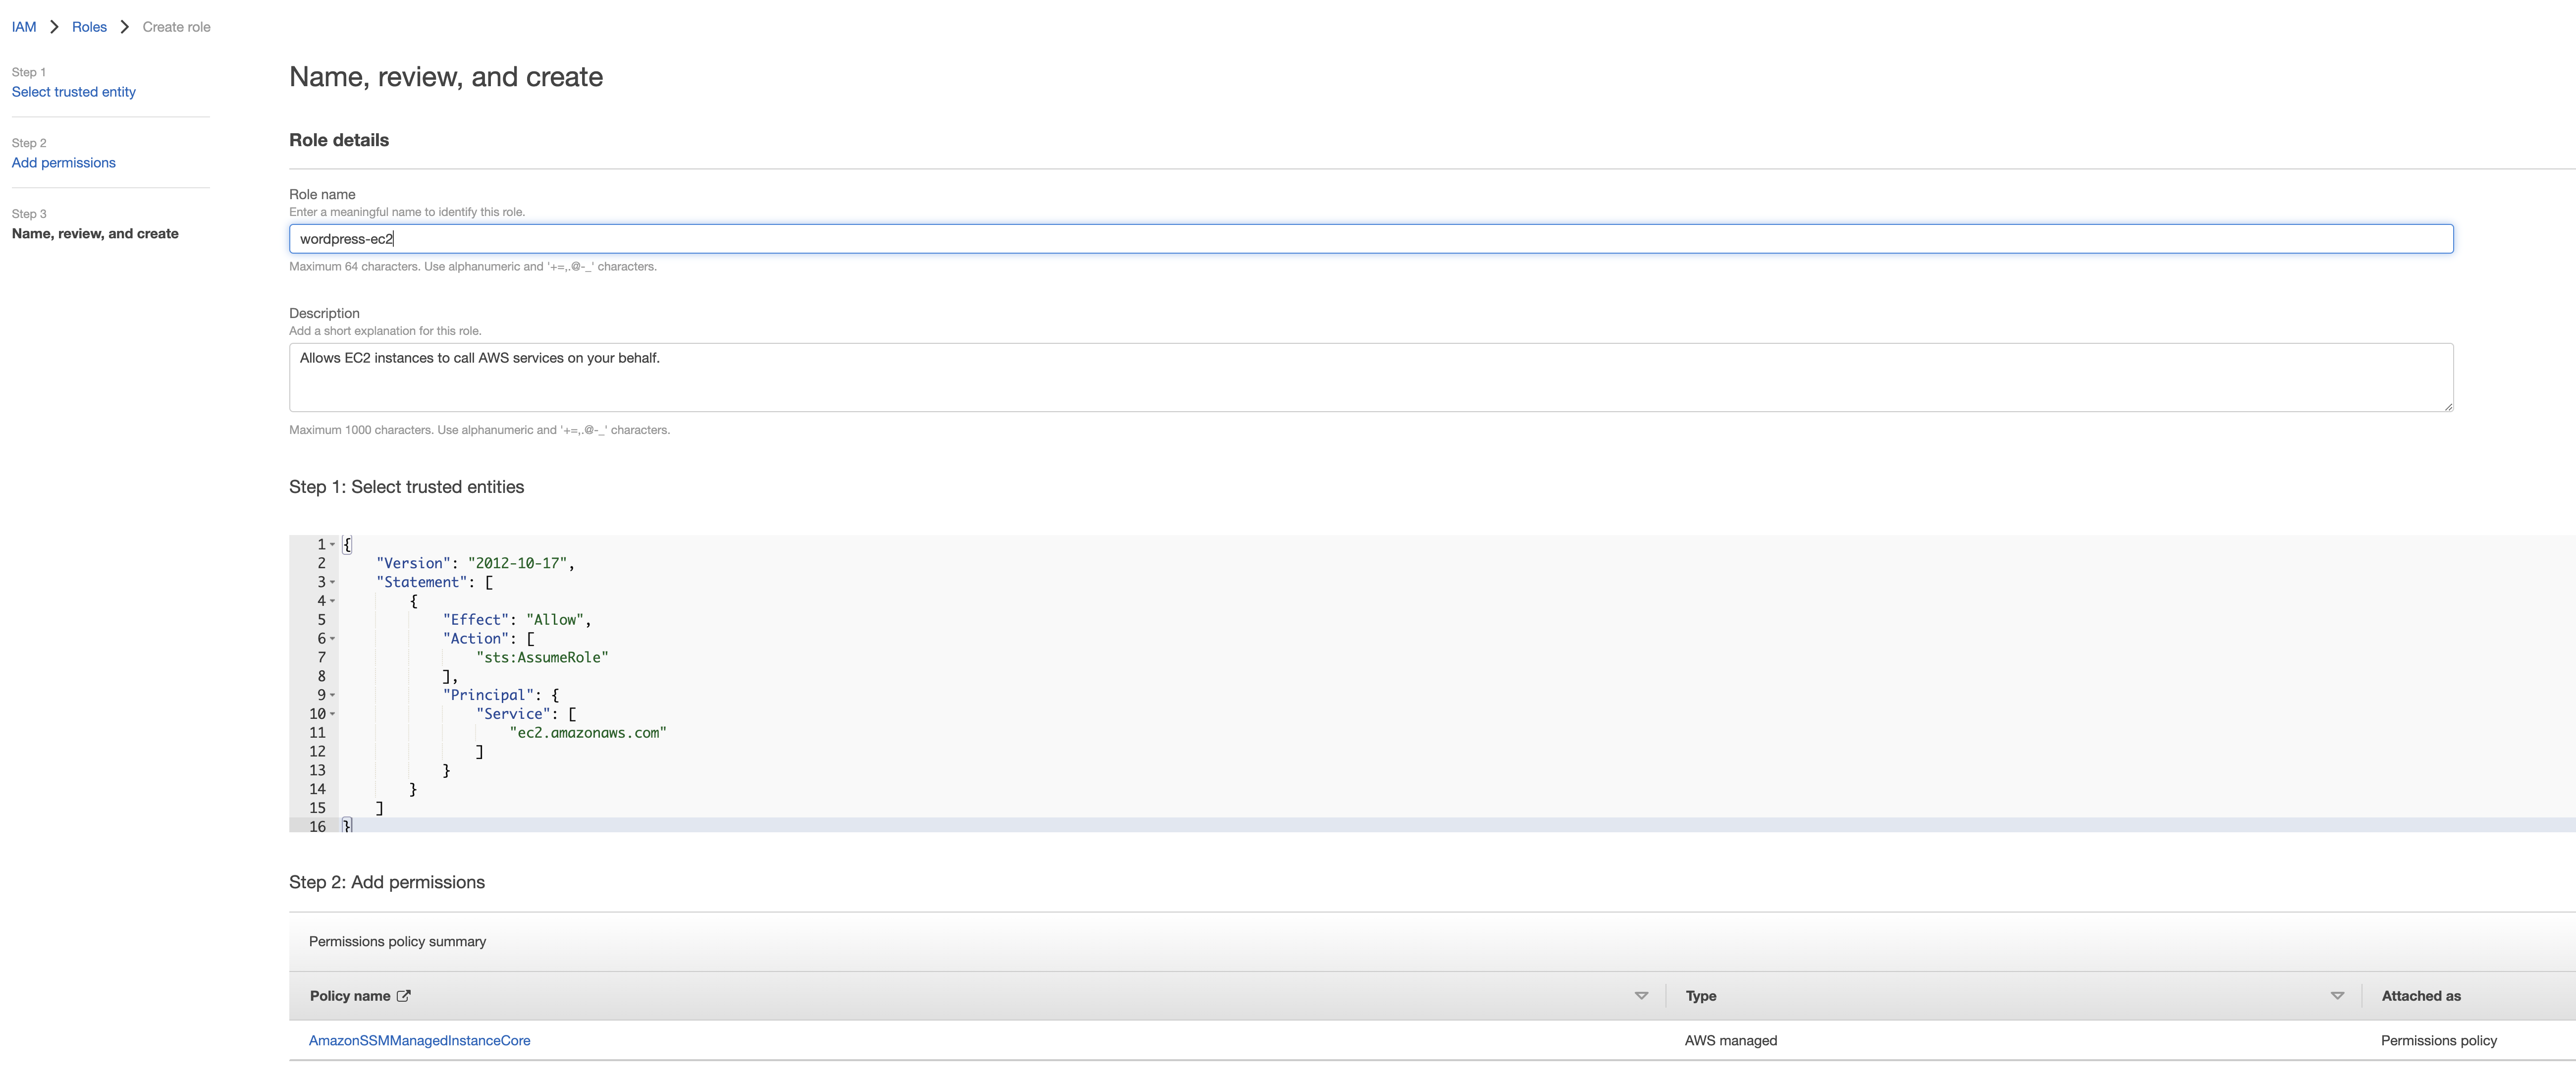 IAM > Roles > Create role
Step 1
Select trusted entity
Step 2
Add permissions
Step 3
Name, review, and create
Name, review, and create
Role details
Role name
Enter a meaningful name to identify this role.
wordpress-ec2
Maximum 64 characters. Use alphanumeric and '+=,.@-_' characters.
Description
Add a short explanation for this role.
Allows EC2 instances to call AWS services on your behalf.
Maximum 1000 characters. Use alphanumeric and '+=,.@-_' characters.
Step 1: Select trusted entities
1 {
2     "Version": "2012-10-17",
3     "Statement": [
4         {
5             "Effect": "Allow",
6             "Action": [
7                 "sts:AssumeRole"
8             ],
9             "Principal": {
10                 "Service": [
11                     "ec2.amazonaws.com"
12                 ]
13             }
14         }
15     ]
16 }
Step 2: Add permissions
Permissions policy summary
Policy name Type Attached as
AmazonSSMManagedInstanceCore AWS managed Permissions policy